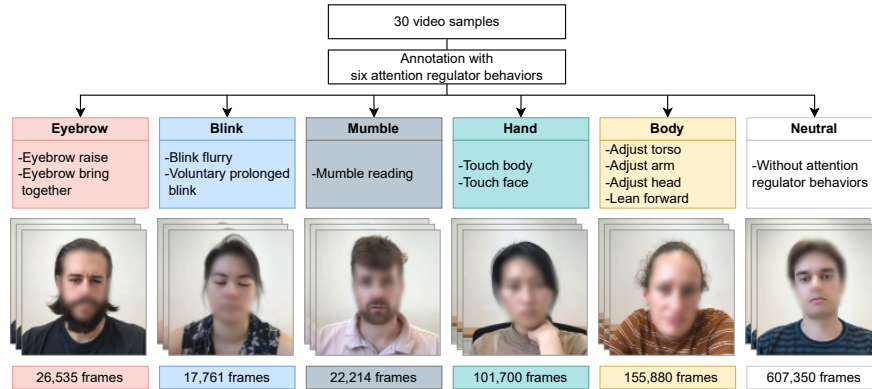 30 video samples
Annotation with
six attention regulator behaviors
Eyebrow
-Eyebrow raise
-Eyebrow bring
together
Blink
-Blink flurry
-Voluntary prolonged
blink
Mumble
-Mumble reading
Hand
-Touch body
-Touch face
Body
-Adjust torso
-Adjust arm
-Adjust head
-Lean forward
Neutral
-Without attention
regulator behaviors
26,535 frames
17,761 frames
22,214 frames
101,700 frames
155,880 frames
607,350 frames